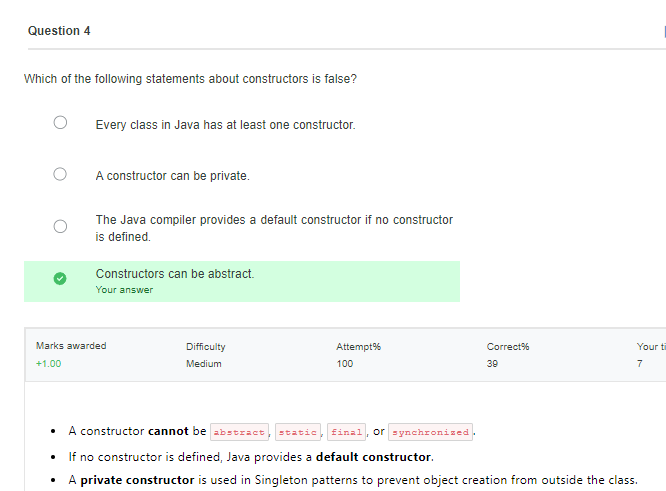 Question 4
Which of the following statements about constructors is false?
Every class in Java has at least one constructor.
A constructor can be private.
The Java compiler provides a default constructor if no constructor
is defined.
Constructors can be abstract.
Your answer
Marks awarded Difficulty Attempt% Correct% Your ti
+1.00 Medium 100 39 7
• A constructor cannot be abstract, static, final, or synchronized.
• If no constructor is defined, Java provides a default constructor.
• A private constructor is used in Singleton patterns to prevent object creation from outside the class.